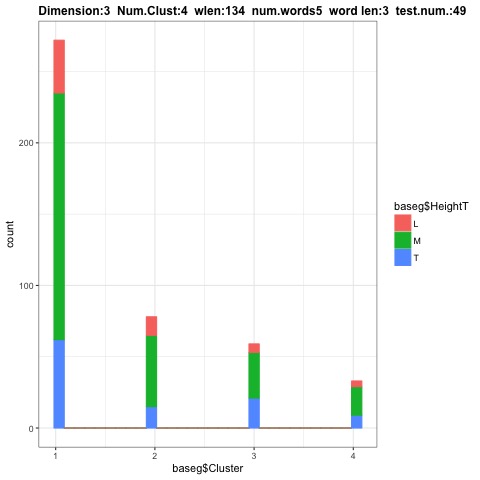 Dimension:3 Num.Clust:4 wlen:134 num.words5 word len:3 test.num.:49
200
100
0
count
1 2 3 4
baseg$Cluster
baseg$HeightT
L
M
T